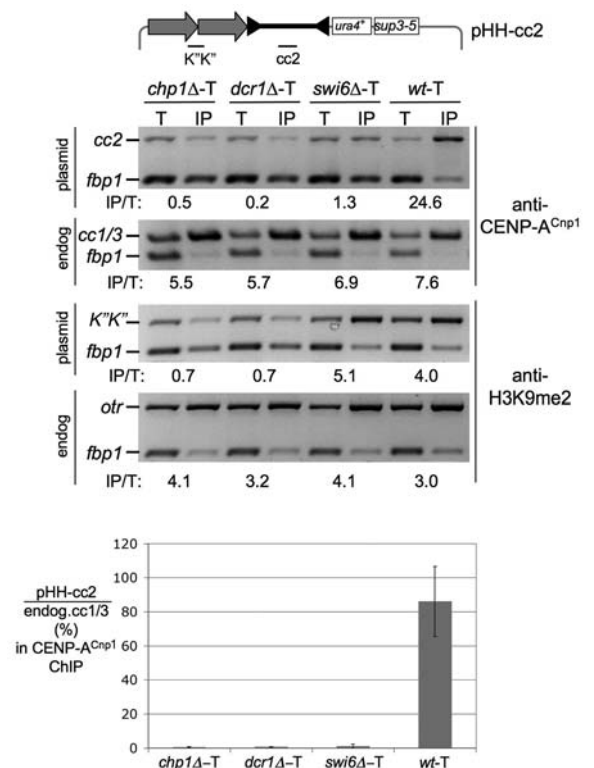 ura4+ sup3-5 pHH-cc2
K”K” cc2
chp1Δ-T dcr1Δ-T swi6Δ-T wt-T
T IP T IP T IP T IP
plasmid
cc2
fbp1
IP/T: 0.5 0.2 1.3 24.6
anti-
CENP-ACnp1
endog
cc1/3
fbp1
IP/T: 5.5 5.7 6.9 7.6
plasmid
K”K”
fbp1
IP/T: 0.7 0.7 5.1 4.0
anti-
H3K9me2
endog
otr
fbp1
IP/T: 4.1 3.2 4.1 3.0
pHH-cc2
endog.cc1/3
(%)
in CENP-ACnp1
ChIP
120
100
80
60
40
20
0
chp1Δ–T dcr1Δ–T swi6Δ–T wt-T